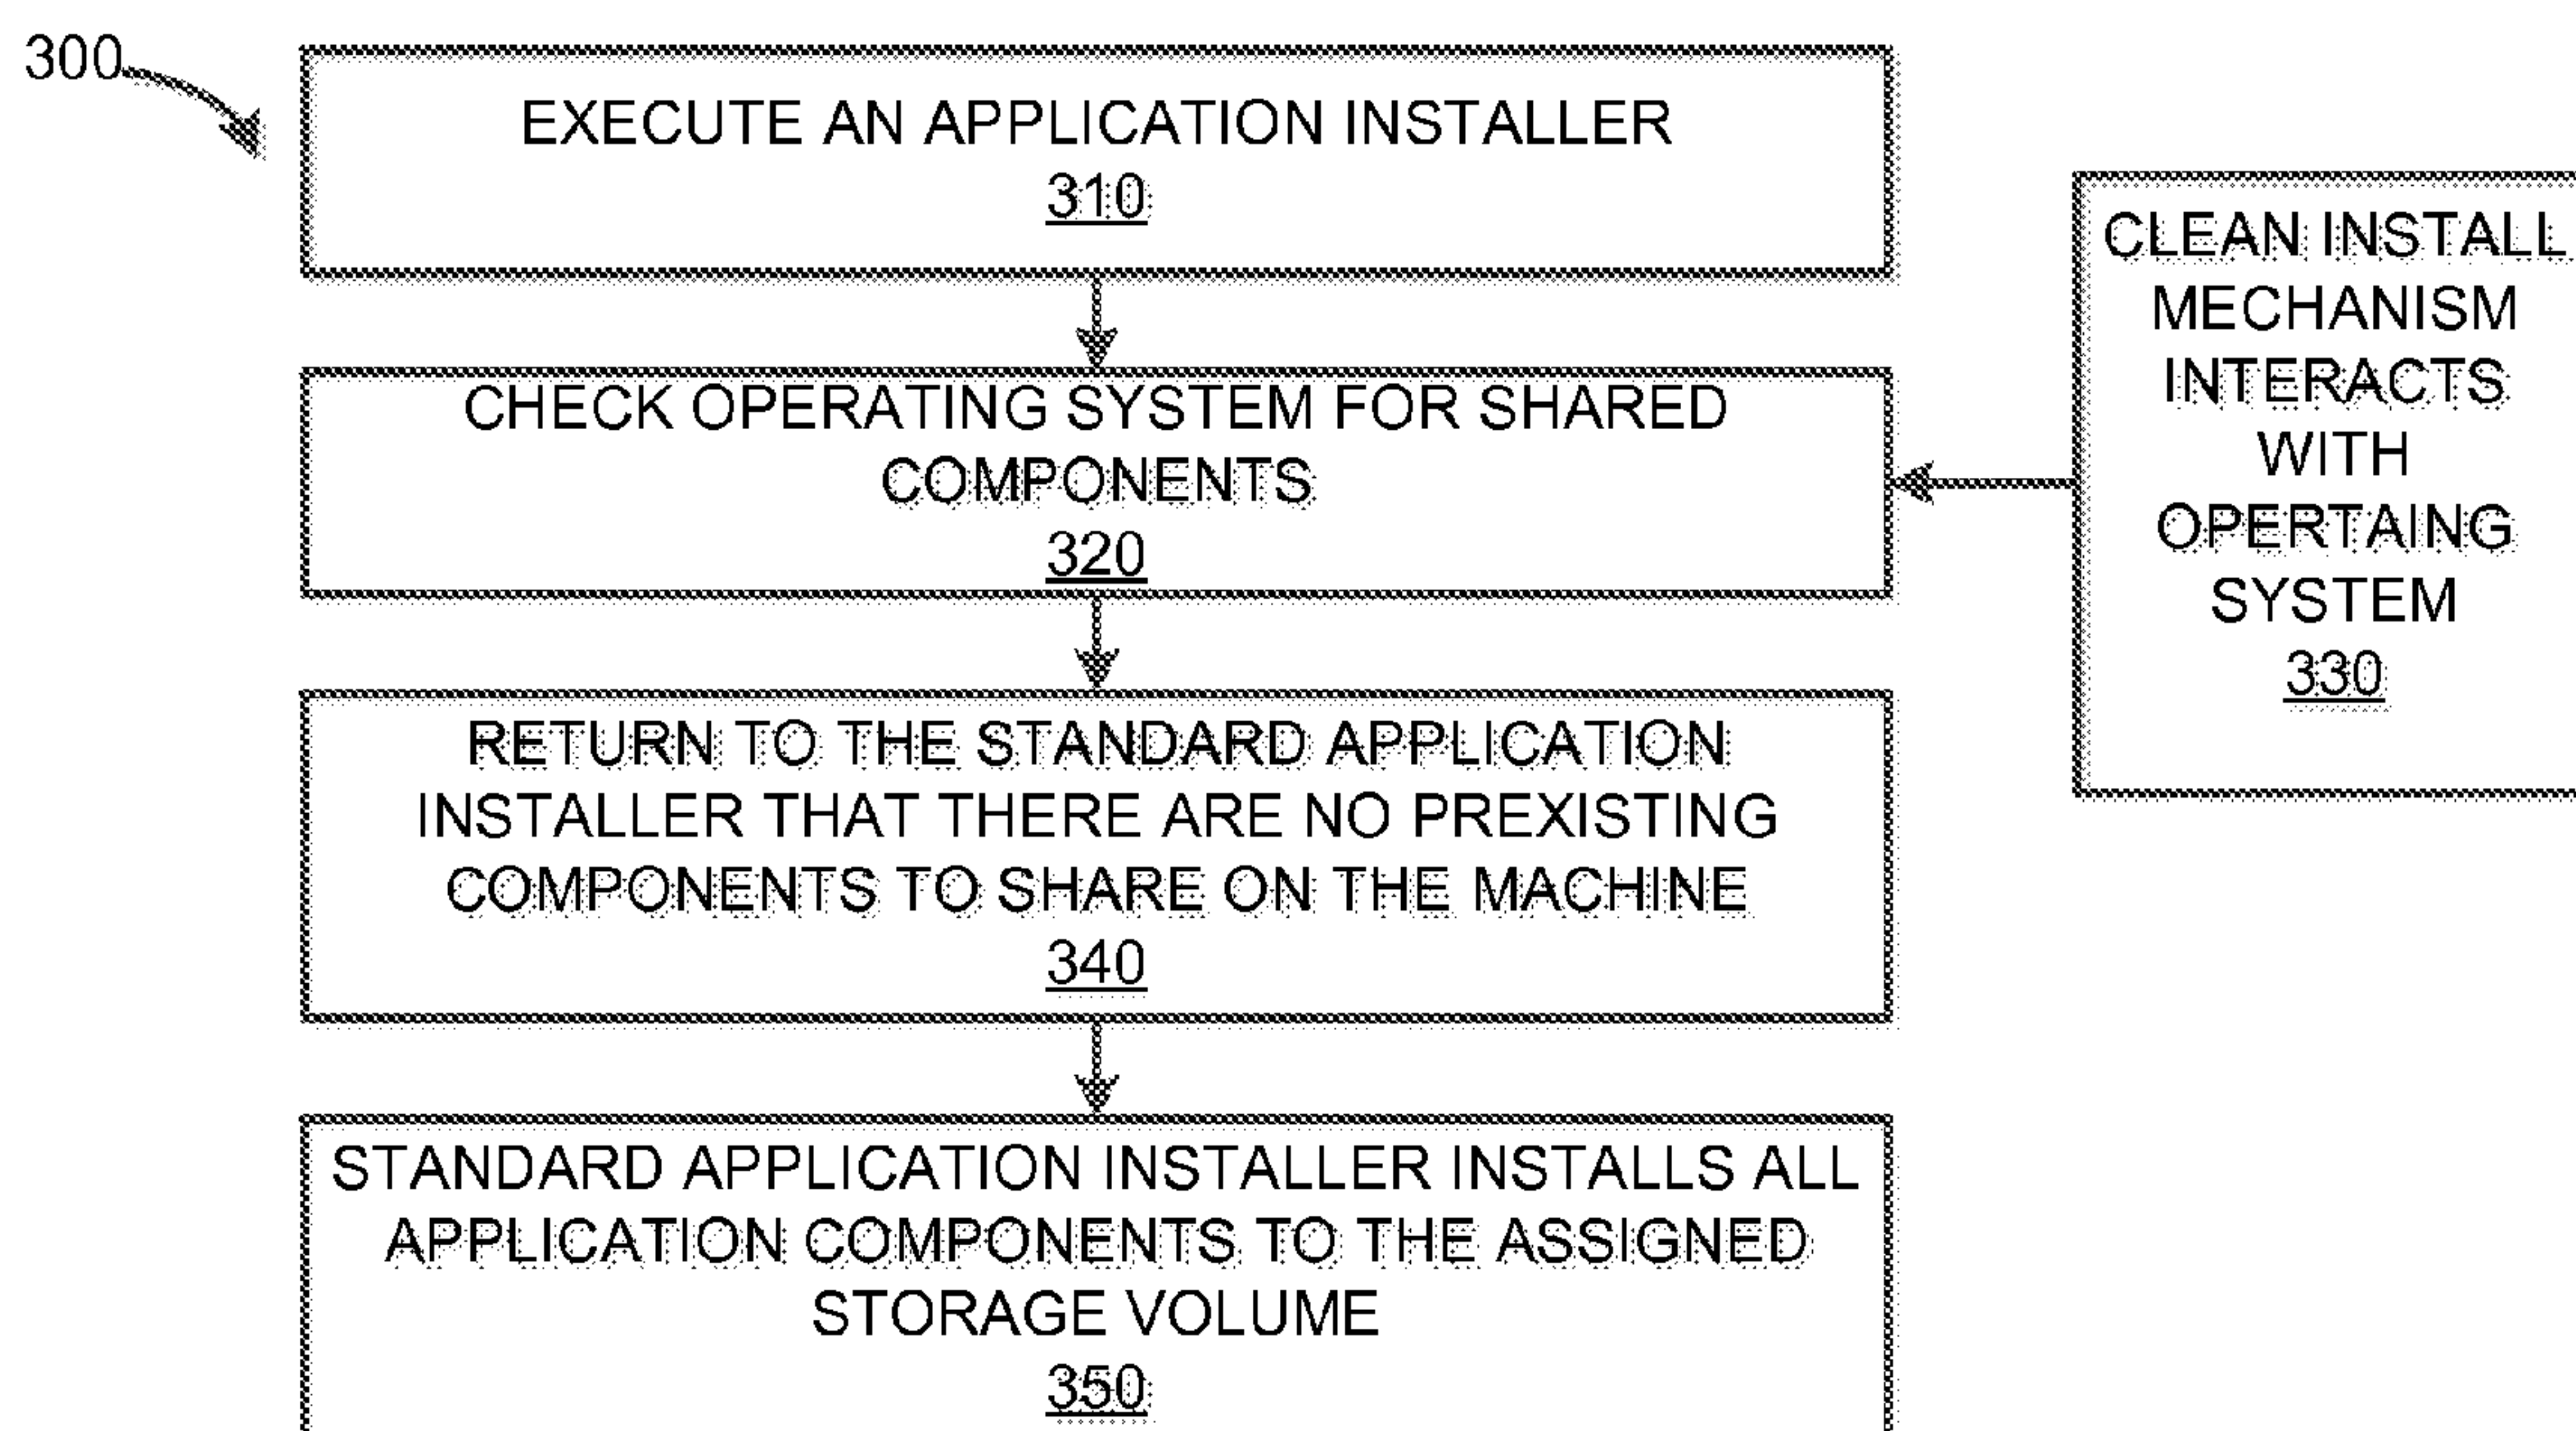 300
EXECUTE AN APPLICATION INSTALLER
310
CHECK OPERATING SYSTEM FOR SHARED
COMPONENTS
320
CLEAN INSTALL
MECHANISM
INTERACTS
WITH
OPERTAING
SYSTEM
330
RETURN TO THE STANDARD APPLICATION
INSTALLER THAT THERE ARE NO PREXISTING
COMPONENTS TO SHARE ON THE MACHINE
340
STANDARD APPLICATION INSTALLER INSTALLS ALL
APPLICATION COMPONENTS TO THE ASSIGNED
STORAGE VOLUME
350